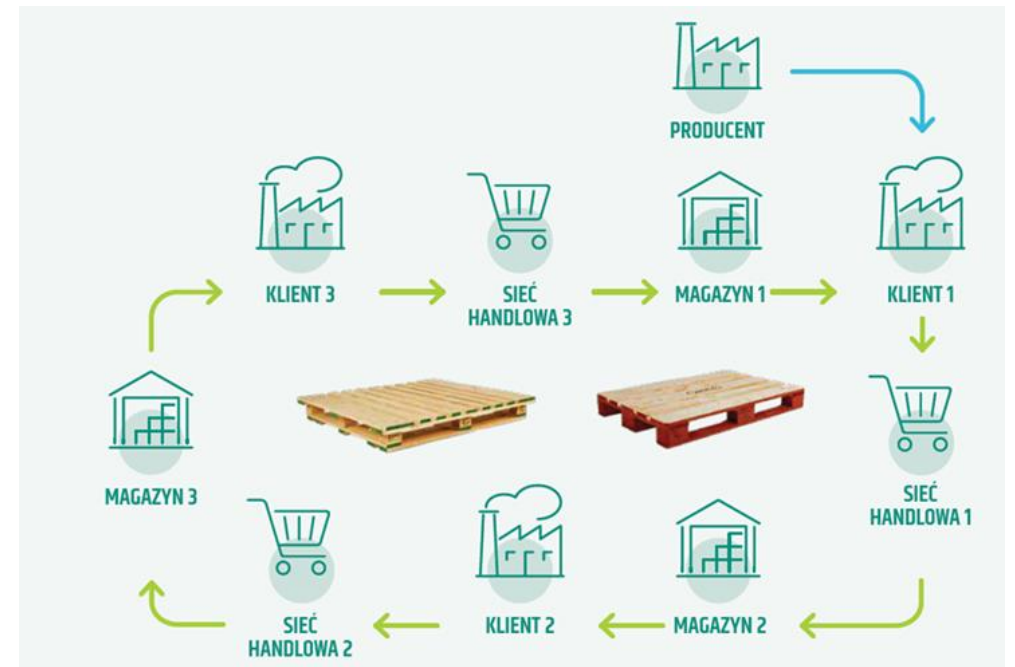 PRODUCENT
KLIENT 3
SIEĆ
HANDLOWA 3
MAGAZYN 1
KLIENT 1
MAGAZYN 3
SIEĆ
HANDLOWA 1
SIEĆ
HANDLOWA 2
KLIENT 2
MAGAZYN 2